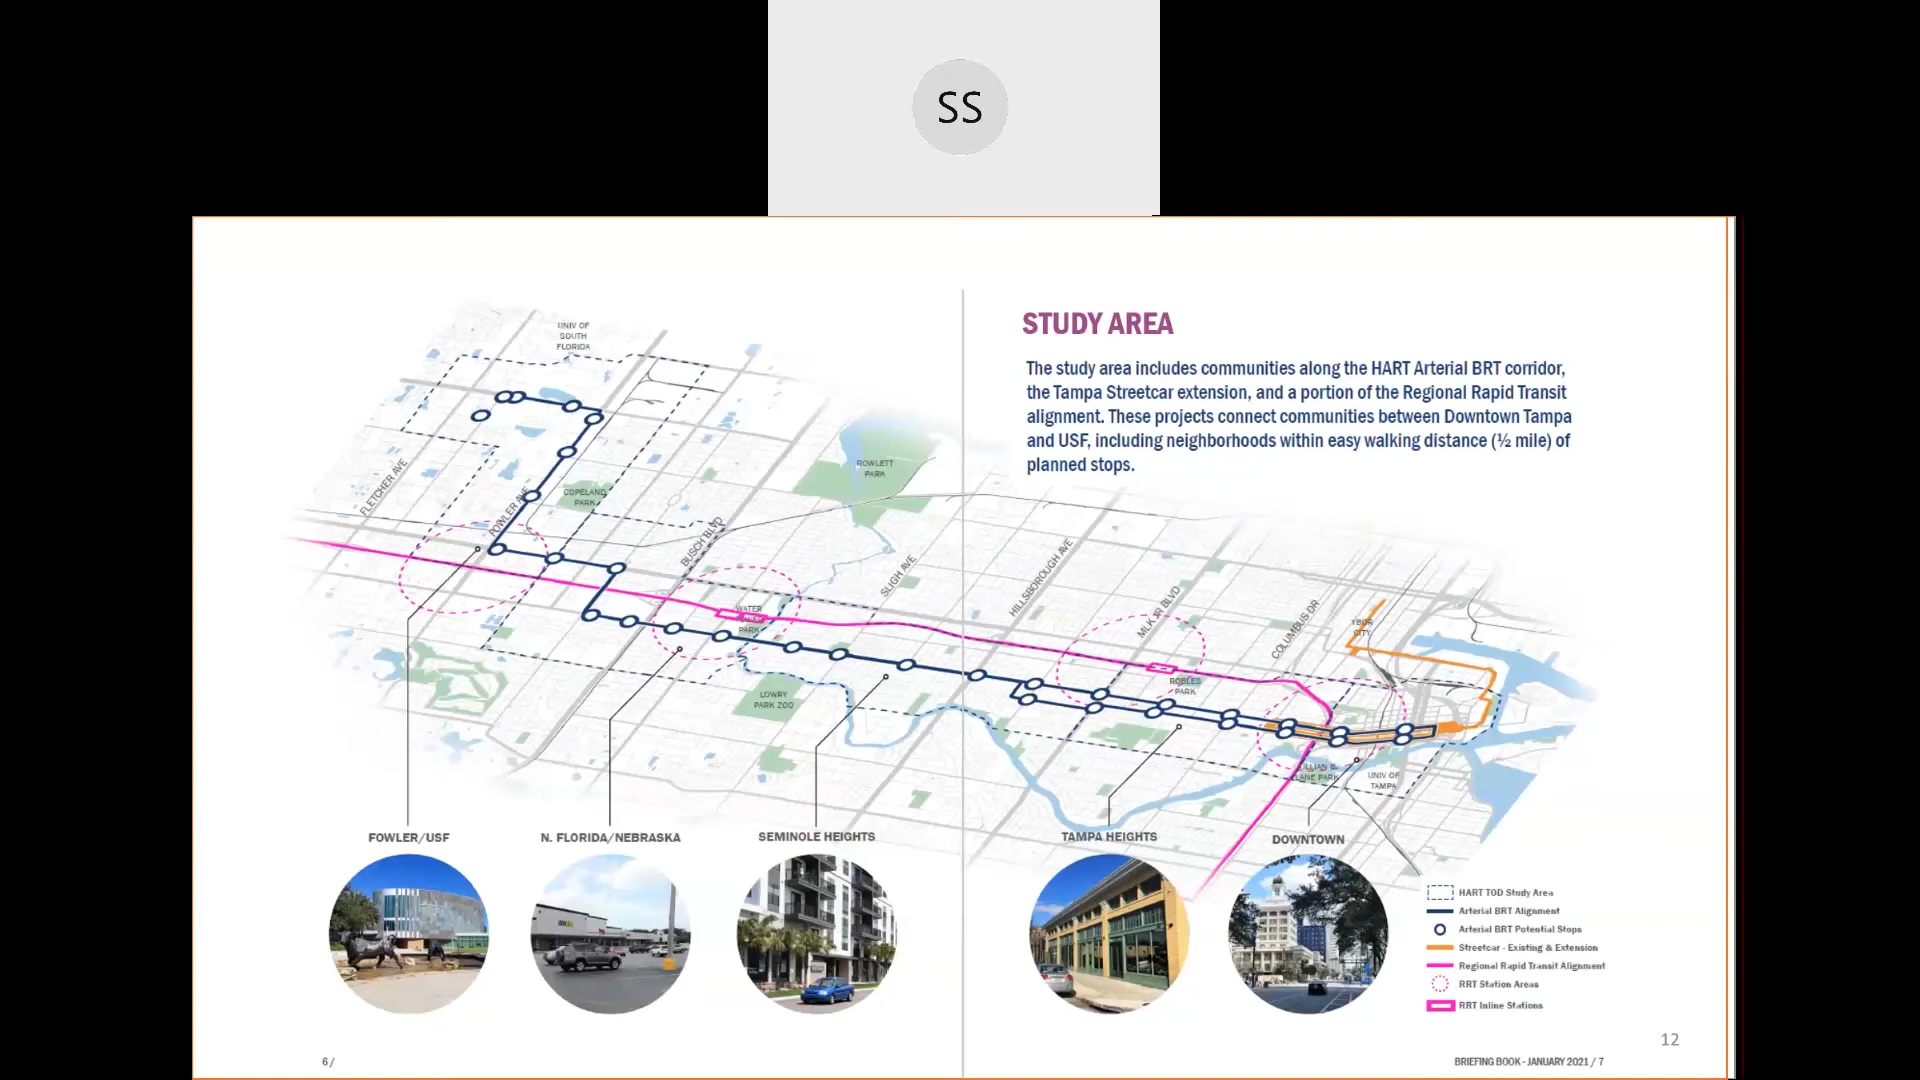 SS
STUDY AREA
The study area includes communities along the HART Arterial BRT corridor,
the Tampa Streetcar extension, and a portion of the Regional Rapid Transit
alignment. These projects connect communities between Downtown Tampa
and USF, including neighborhoods within easy walking distance (½ mile) of
planned stops.
UNIV OF
SOUTH
FLORIDA
FLETCHER AVE
FOWLER AVE
COPELAND
PARK
BUSCH BLVD
ROWLETT
PARK
SLIGH AVE
HILLSBOROUGH AVE
MLK JR BLVD
COLUMBUS DR
YBOR
CITY
WATER
PARK
LOWRY
PARK ZOO
ROBLES
PARK
LANE PARK
UNIV OF
TAMPA
FOWLER/USF
N. FLORIDA/NEBRASKA
SEMINOLE HEIGHTS
TAMPA HEIGHTS
DOWNTOWN
HART TOD Study Area
Arterial BRT Alignment
Arterial BRT Potential Stops
Streetcar - Existing & Extension
Regional Rapid Transit Alignment
RRT Station Areas
RRT Inline Stations
12
6 /
BRIEFING BOOK - JANUARY 2021 / 7